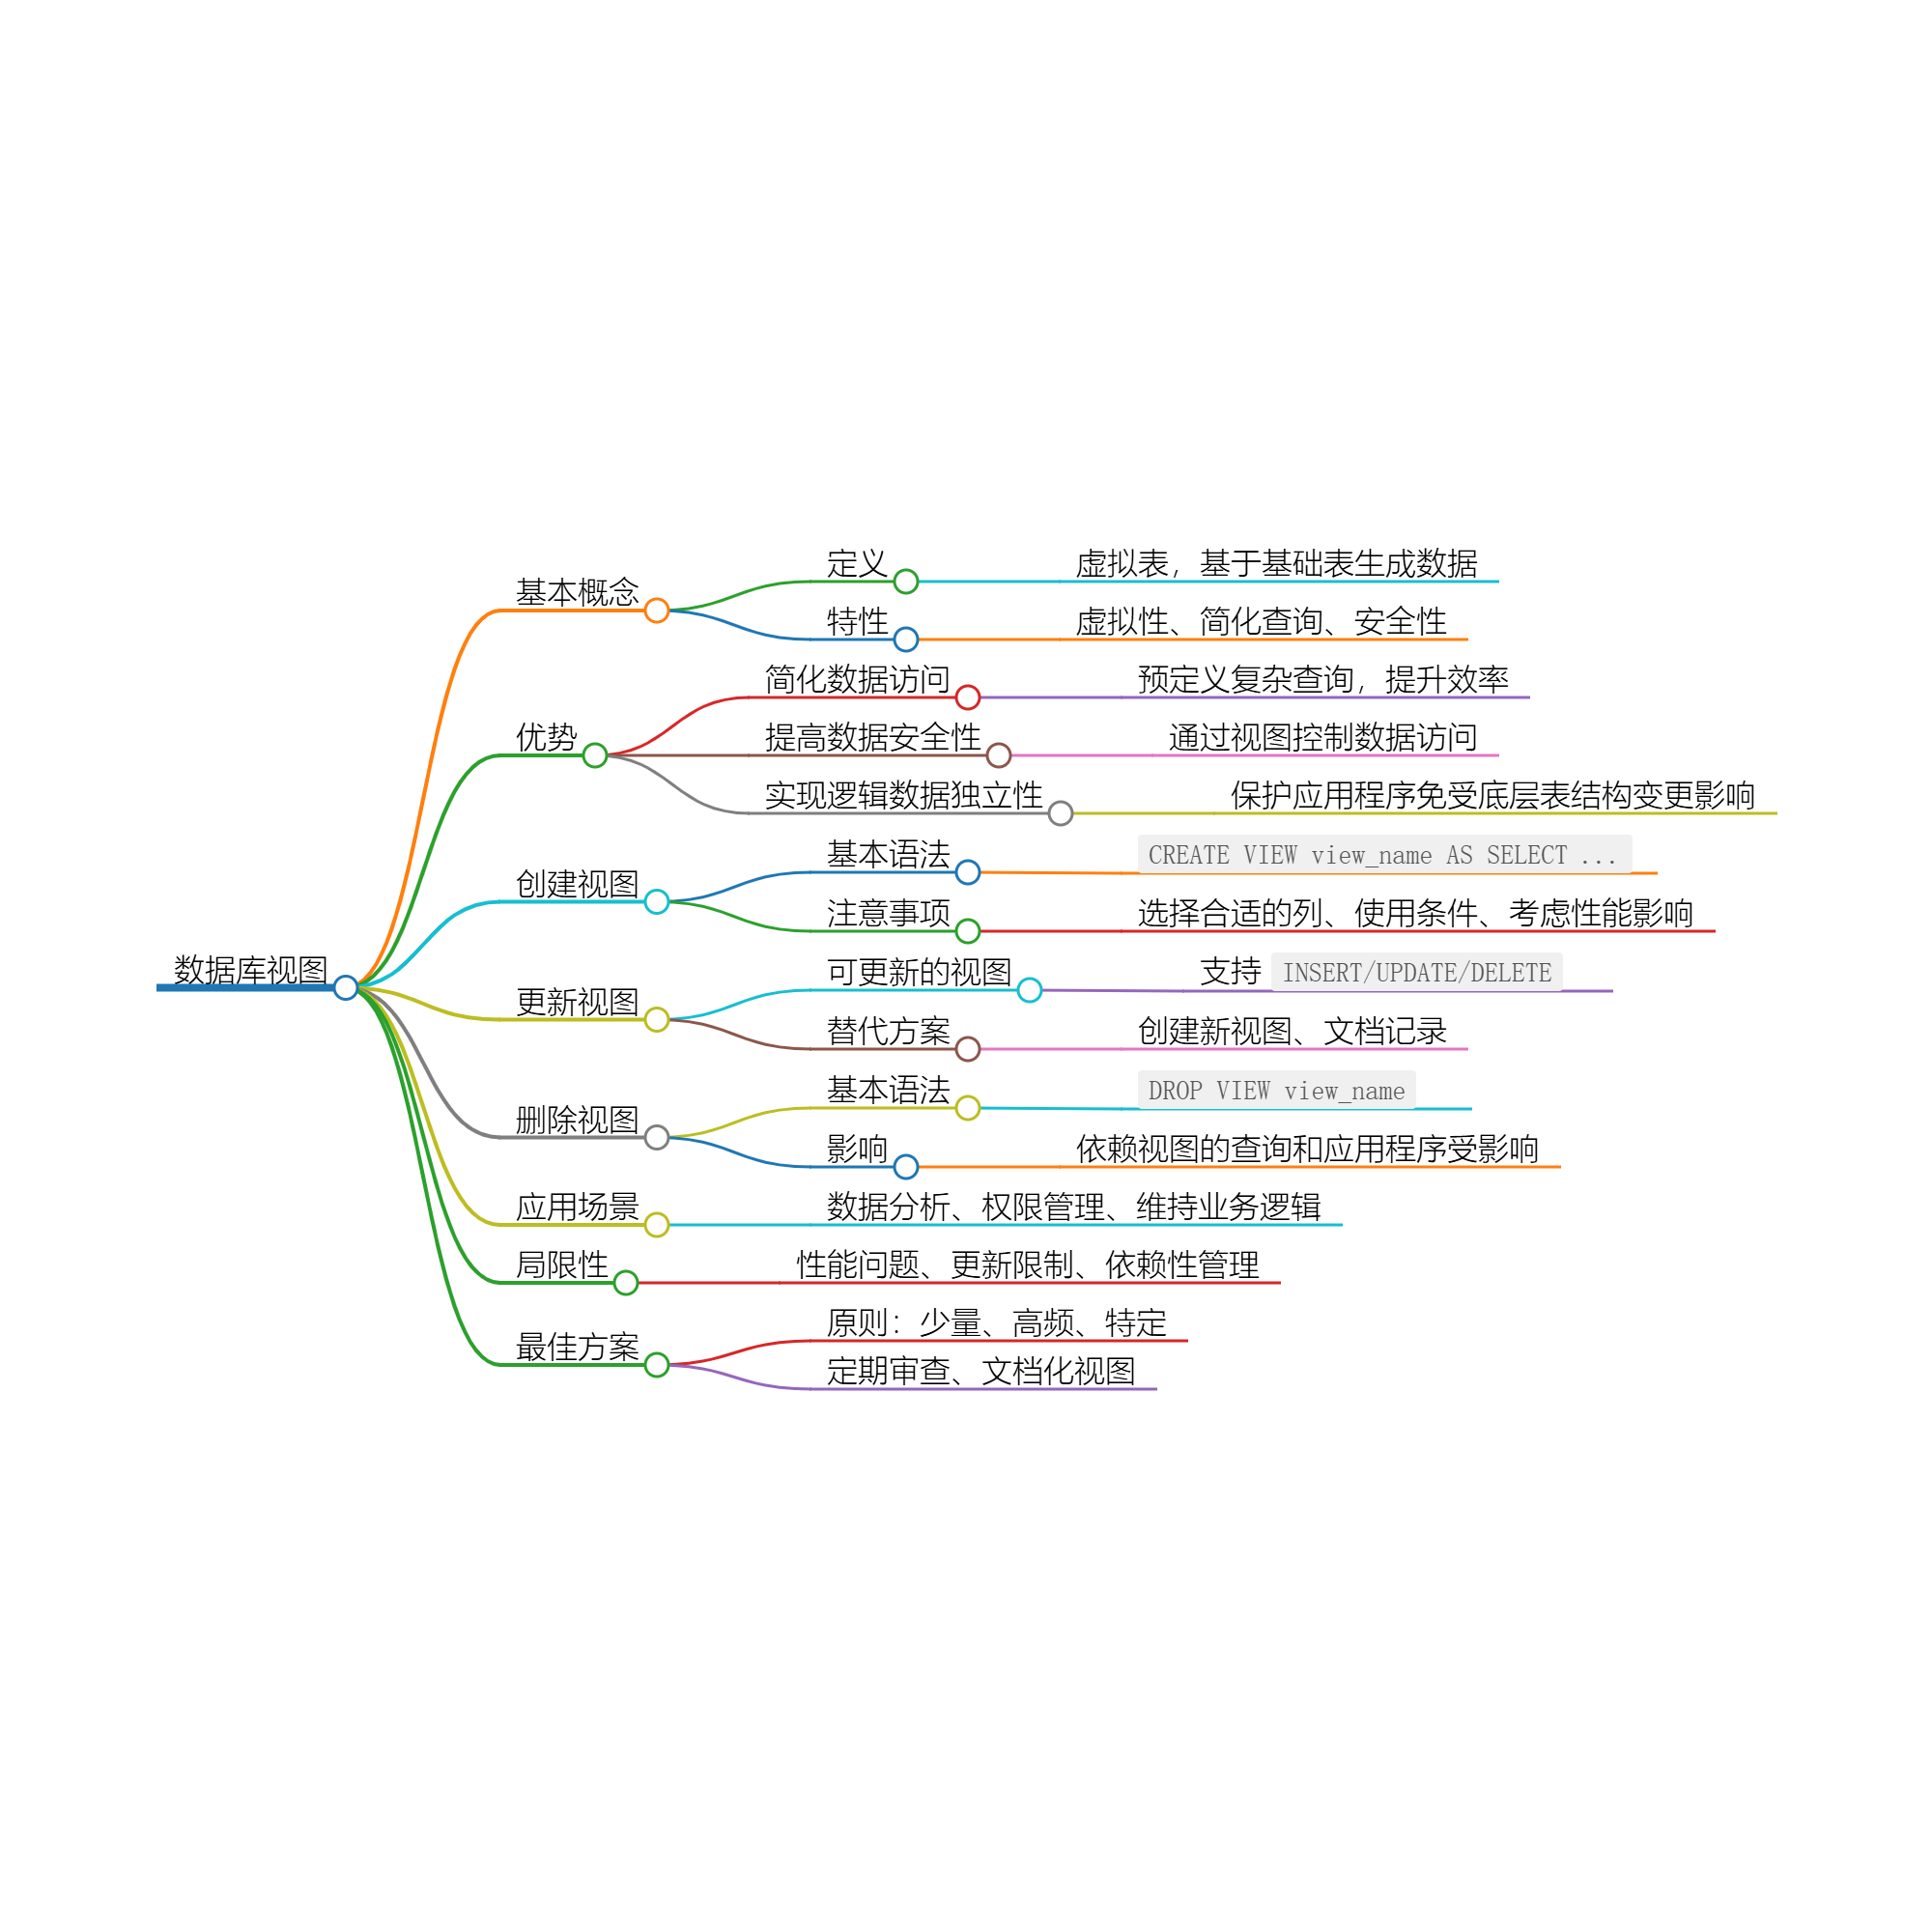 数据库视图
基本概念
定义
虚拟表，基于基础表生成数据
特性
虚拟性、简化查询、安全性
优势
简化数据访问
预定义复杂查询，提升效率
提高数据安全性
通过视图控制数据访问
实现逻辑数据独立性
保护应用程序免受底层表结构变更影响
创建视图
基本语法
CREATE VIEW view_name AS SELECT ...
注意事项
选择合适的列、使用条件、考虑性能影响
更新视图
可更新的视图
支持 INSERT/UPDATE/DELETE
替代方案
创建新视图、文档记录
删除视图
基本语法
DROP VIEW view_name
影响
依赖视图的查询和应用程序受影响
应用场景
数据分析、权限管理、维持业务逻辑
局限性
性能问题、更新限制、依赖性管理
最佳方案
原则：少量、高频、特定
定期审查、文档化视图